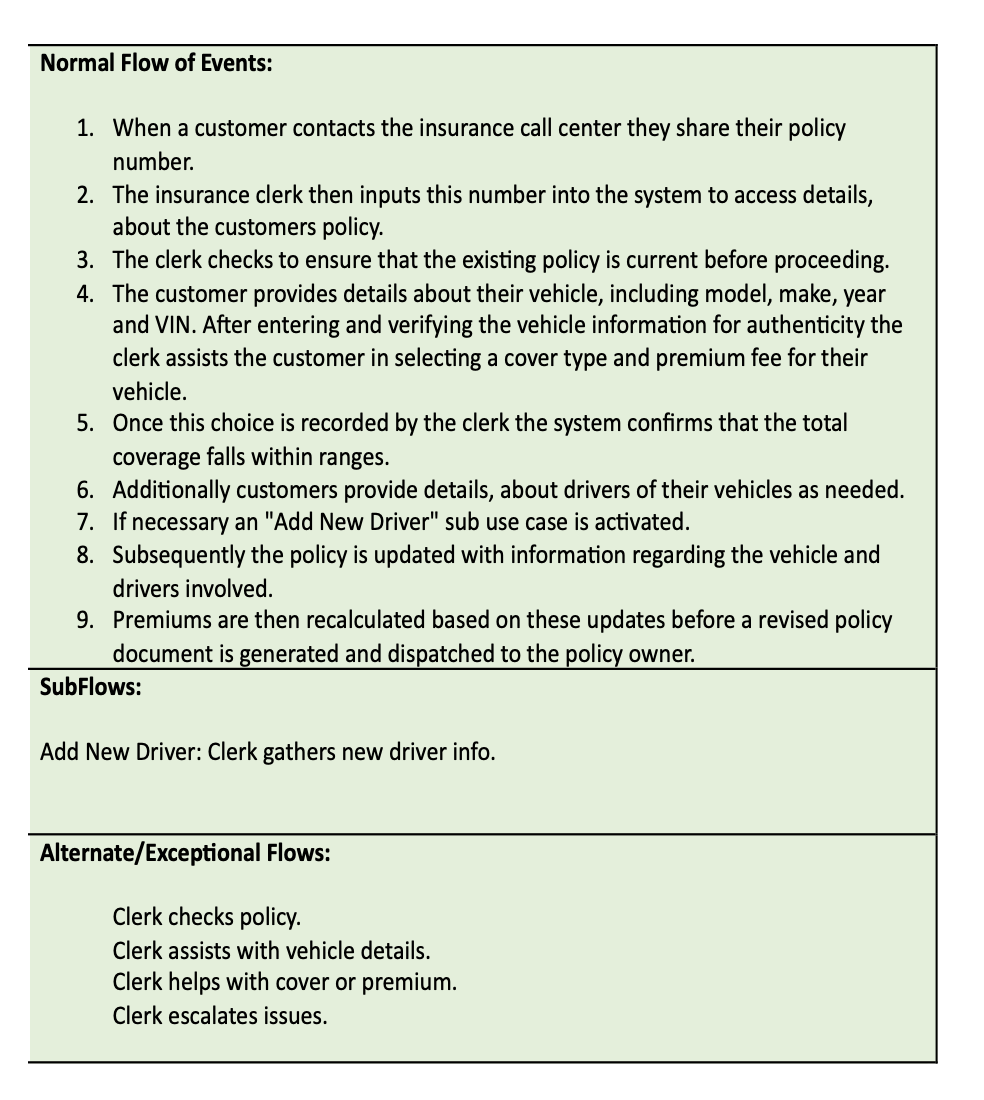 Normal Flow of Events:
1. When a customer contacts the insurance call center they share their policy
number.
2. The insurance clerk then inputs this number into the system to access details,
about the customers policy.
3. The clerk checks to ensure that the existing policy is current before proceeding.
4. The customer provides details about their vehicle, including model, make, year
and VIN. After entering and verifying the vehicle information for authenticity the
clerk assists the customer in selecting a cover type and premium fee for their
vehicle.
5. Once this choice is recorded by the clerk the system confirms that the total
coverage falls within ranges.
6. Additionally customers provide details, about drivers of their vehicles as needed.
7. If necessary an "Add New Driver" sub use case is activated.
8. Subsequently the policy is updated with information regarding the vehicle and
drivers involved.
9. Premiums are then recalculated based on these updates before a revised policy
document is generated and dispatched to the policy owner.
SubFlows:
Add New Driver: Clerk gathers new driver info.
Alternate/Exceptional Flows:
Clerk checks policy.
Clerk assists with vehicle details.
Clerk helps with cover or premium.
Clerk escalates issues.